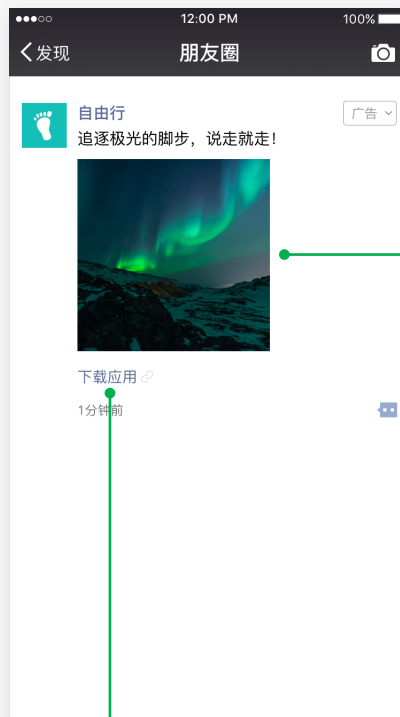 12:00 PM
100%
发现
朋友圈
自由行
广告
追逐极光的脚步，说走就走！
下载应用
1分钟前